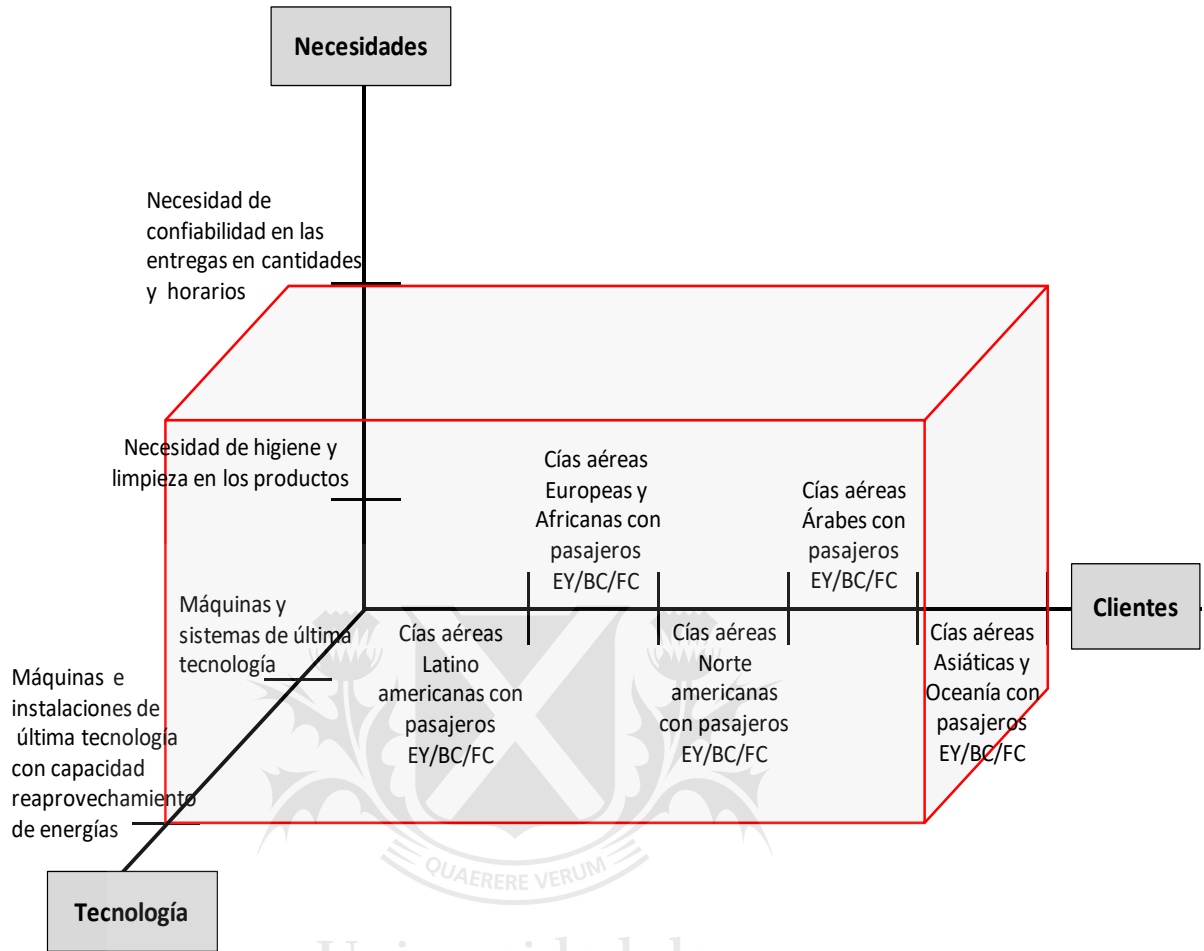 Necesidades
Necesidad de
confiabilidad en las
entregas en cantidades
y horarios
Necesidad de higiene y
limpieza en los productos
Cías aéreas
Europeas y
Africanas con
pasajeros
EY/BC/FC
Cías aéreas
Árabes con
pasajeros
EY/BC/FC
Clientes
Máquinas y
sistemas de última
tecnología
Cías aéreas
Latino
americanas con
pasajeros
EY/BC/FC
Cías aéreas
Norte
americanas
con pasajeros
EY/BC/FC
Cías aéreas
Asiáticas y
Oceanía con
pasajeros
EY/BC/FC
Máquinas e
instalaciones de
última tecnología
con capacidad
reaprovechamiento
de energías
QUAERERE VERUM
Tecnología